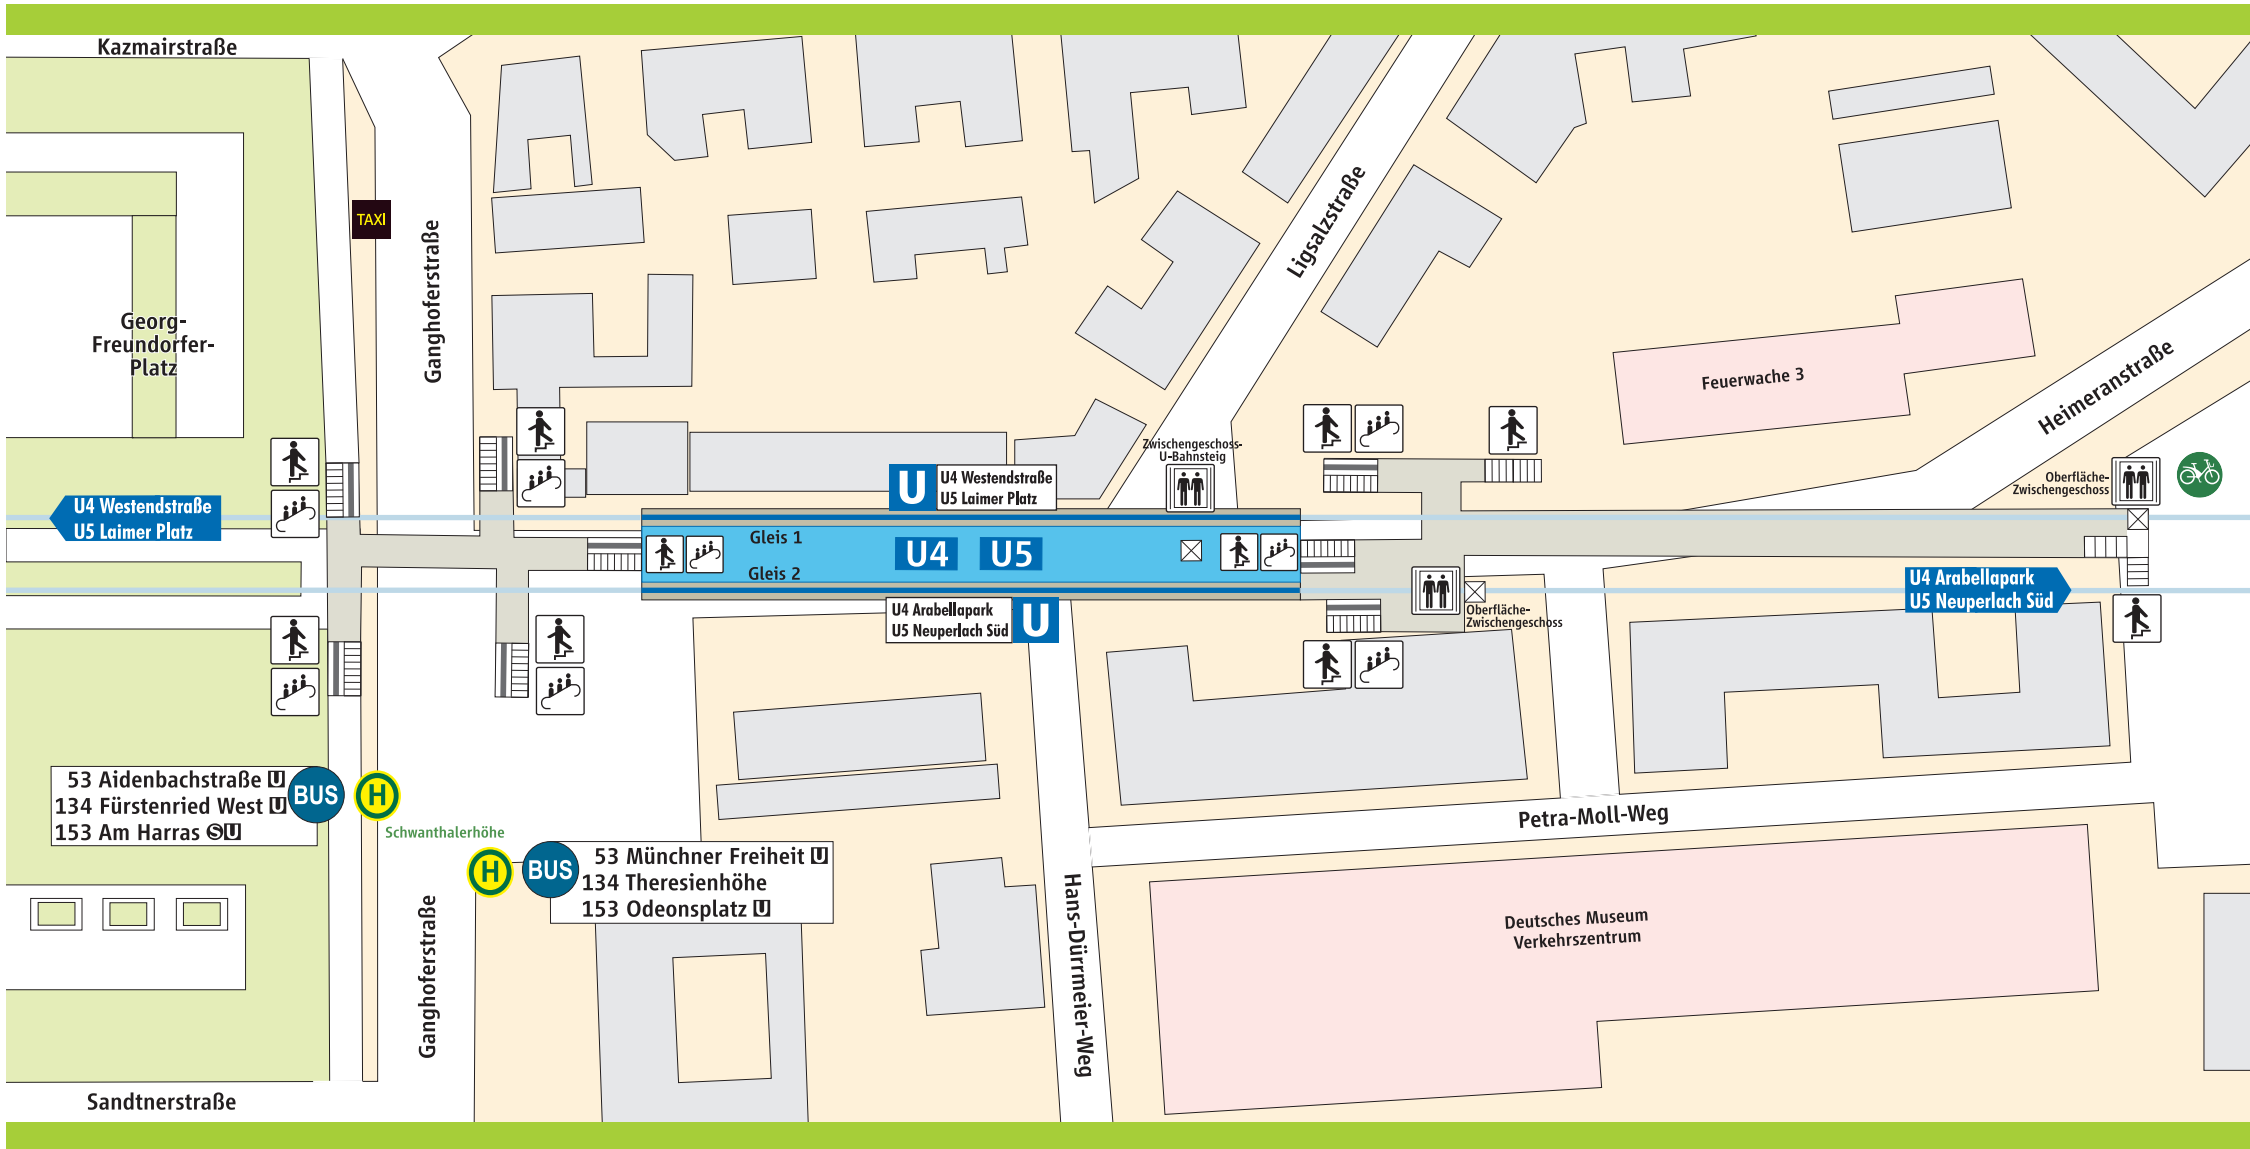 Kazmairstraße
TAXI
Ganghoferstraße
Georg-
Freundorfer-
Platz
Ligsalzstraße
Feuerwache 3
Heimeranstraße
Zwischengeschoss-
U-Bahnsteig
Oberfläche-
Zwischengeschoss
U4 Westendstraße
U5 Laimer Platz
U
U4 Westendstraße
U5 Laimer Platz
Gleis 1
U4 U5
Gleis 2
U4 Arabellapark
U5 Neuperlach Süd
U
Oberfläche-
Zwischengeschoss
U4 Arabellapark
U5 Neuperlach Süd
53 Aidenbachstraße U
134 Fürstenried West U
153 Am Harras S U
BUS
H
Schwanthalerhöhe
H
BUS
53 Münchner Freiheit U
134 Theresienhöhe
153 Odeonsplatz U
Petra-Moll-Weg
Ganghoferstraße
Hans-Dürrmeier-Weg
Deutsches Museum
Verkehrszentrum
Sandtnerstraße